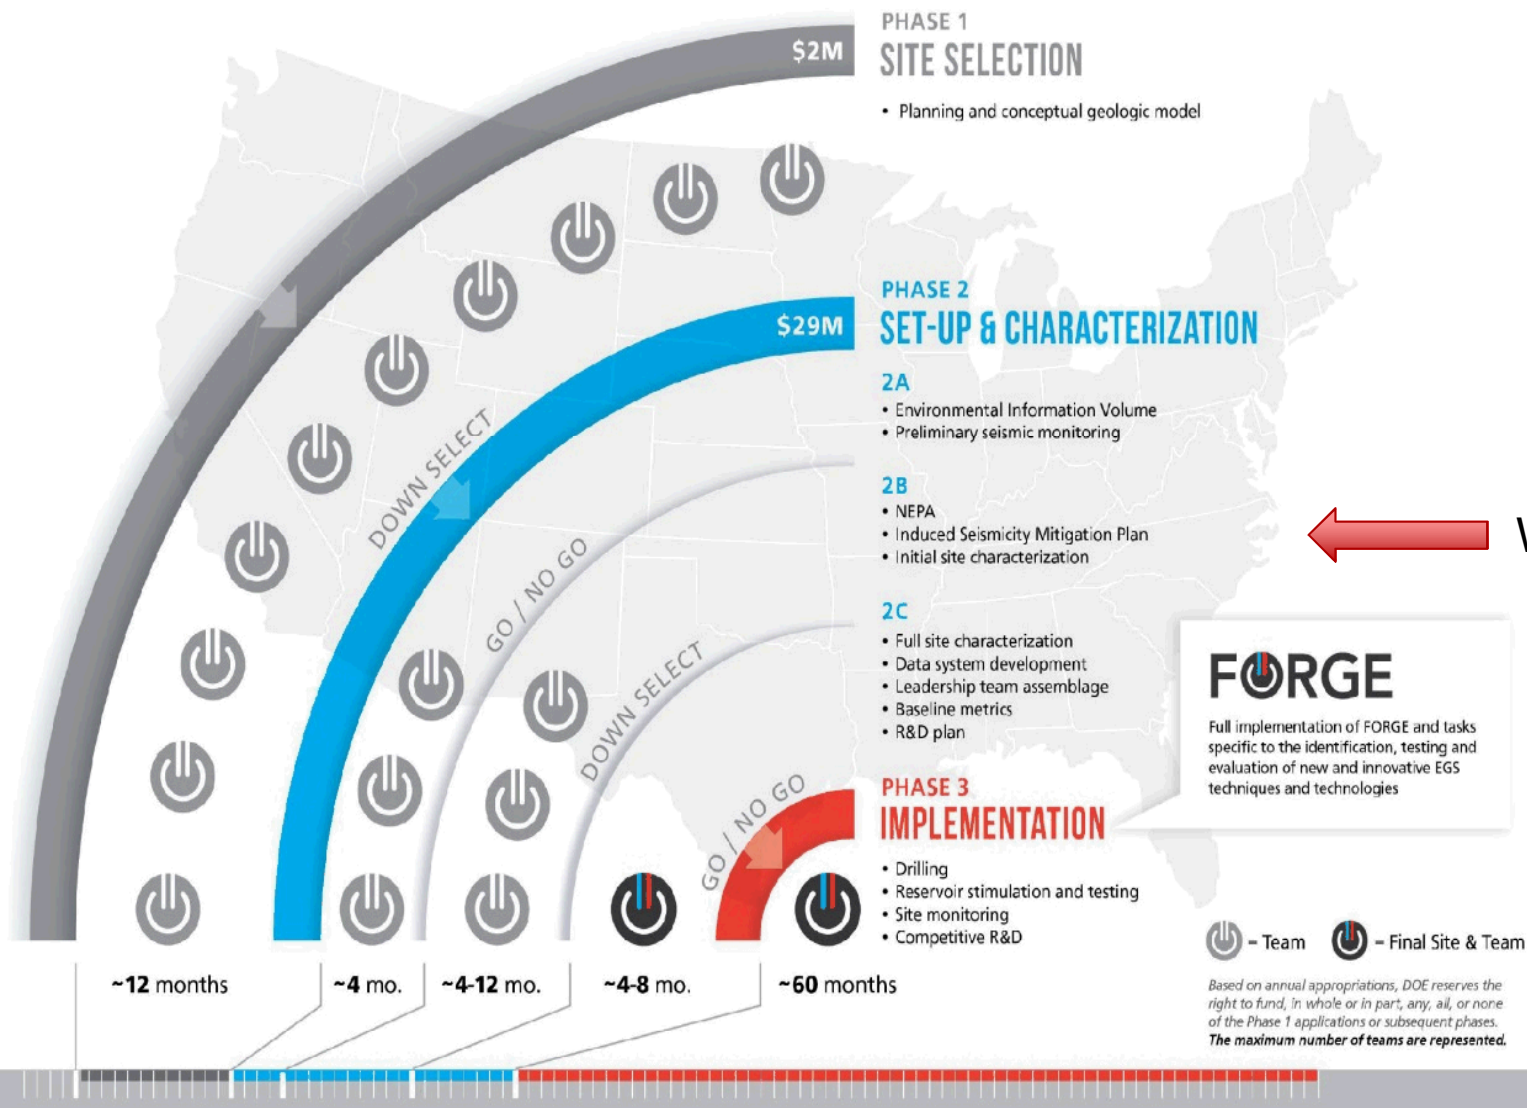 PHASE 1
$2M
SITE SELECTION
• Planning and conceptual geologic model
PHASE 2
$29M
SET-UP & CHARACTERIZATION
2A
• Environmental Information Volume
• Preliminary seismic monitoring
DOWN SELECT
2B
• NEPA
• Induced Seismicity Mitigation Plan
• Initial site characterization
GO / NO GO
2C
• Full site characterization
• Data system development
• Leadership team assemblage
• Baseline metrics
• R&D plan
DOWN SELECT
FORGE
Full implementation of FORGE and tasks
specific to the identification, testing and
evaluation of new and innovative EGS
techniques and technologies
PHASE 3
IMPLEMENTATION
GO / NO GO
• Drilling
• Reservoir stimulation and testing
• Site monitoring
• Competitive R&D
= Team
= Final Site & Team
~12 months
~4 mo.
~4-12 mo.
~4-8 mo.
~60 months
Based on annual appropriations, DOE reserves the
right to fund, in whole or in part, any, all, or none
of the Phase 1 applications or subsequent phases.
The maximum number of teams are represented.